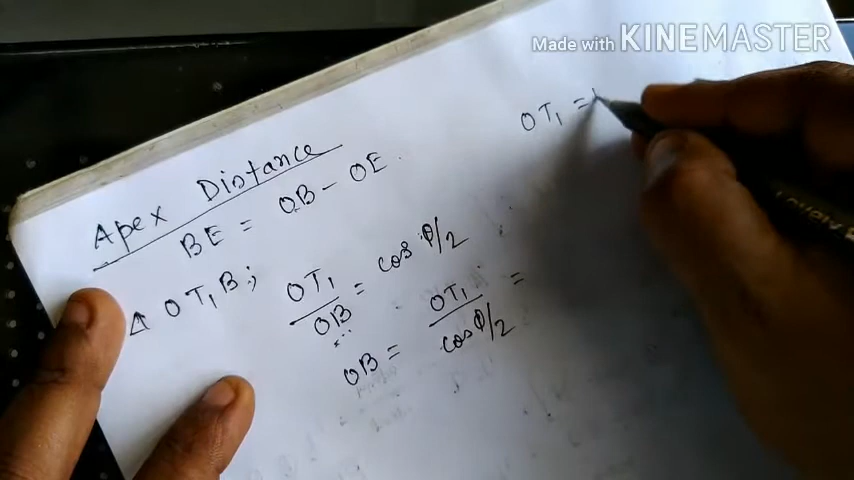 Made with KINEMASTER
OT₁ =
Apex Distance
BE = OB - OE
Δ OT₁B; OT₁/OB = cos φ/2
OB = OT₁/cos φ/2 =